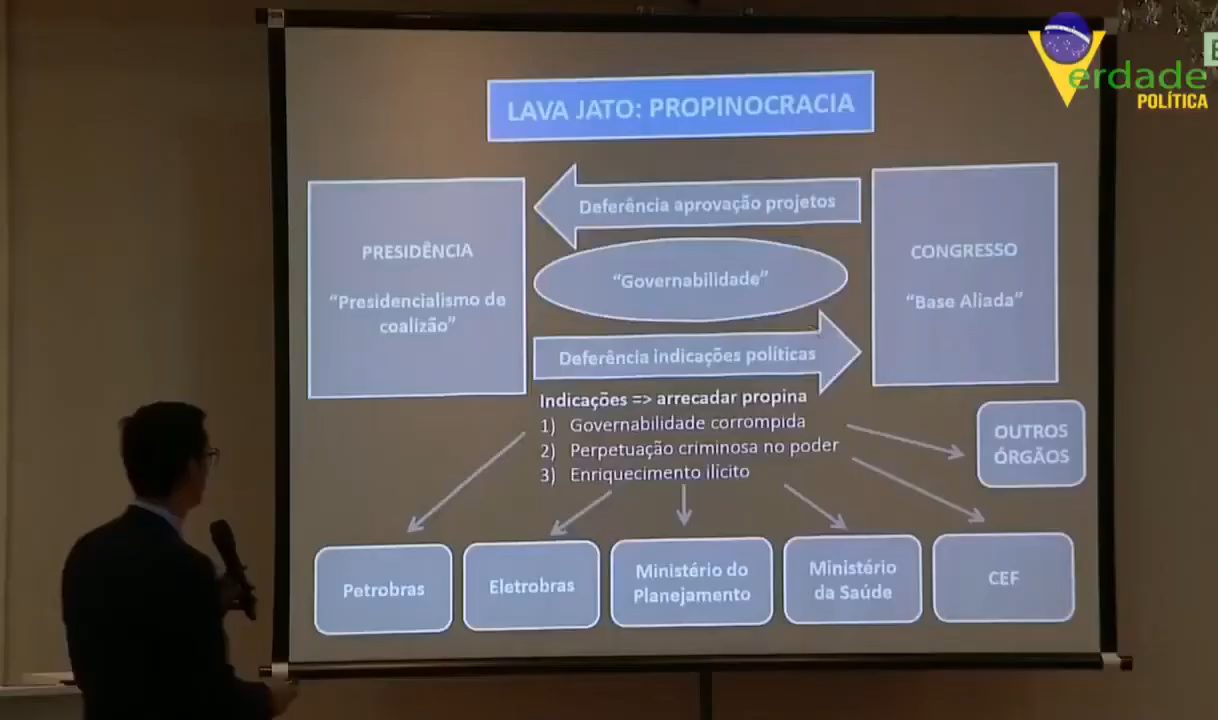 erdade
POLÍTICA
LAVA JATO: PROPINOCRACIA
PRESIDÊNCIA
"Presidencialismo de
coalizão"
Deferência aprovação projetos
"Governabilidade"
Deferência indicações políticas
CONGRESSO
"Base Aliada"
Indicações => arrecadar propina
1) Governabilidade corrompida
2) Perpetuação criminosa no poder
3) Enriquecimento ilícito
OUTROS
ÓRGÃOS
Petrobras
Eletrobras
Ministério do
Planejamento
Ministério
da Saúde
CEF